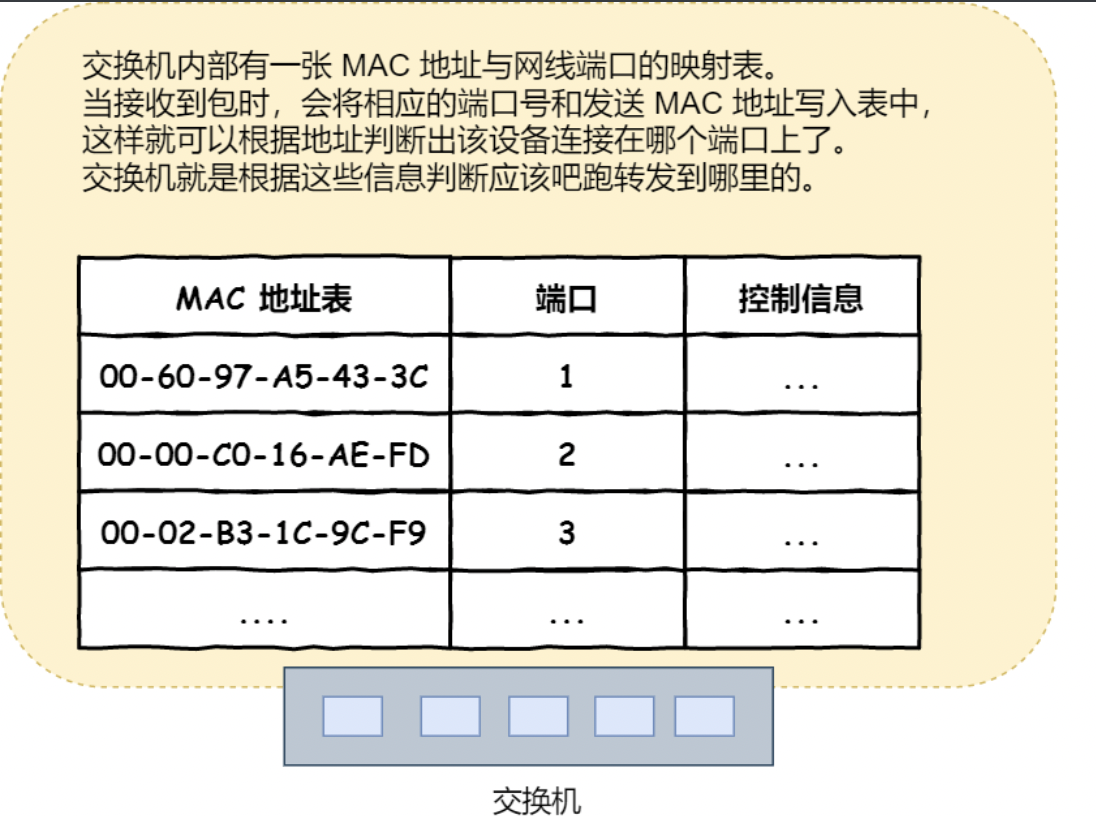 交换机内部有一张 MAC 地址与网线端口的映射表。
当接收到包时，会将相应的端口号和发送 MAC 地址写入表中，
这样就可以根据地址判断出该设备连接在哪个端口上了。
交换机就是根据这些信息判断应该吧跑转发到哪里的。
MAC 地址表 端口 控制信息
00-60-97-A5-43-3C 1 ...
00-00-C0-16-AE-FD 2 ...
00-02-B3-1C-9C-F9 3 ...
.... ... ...
交换机